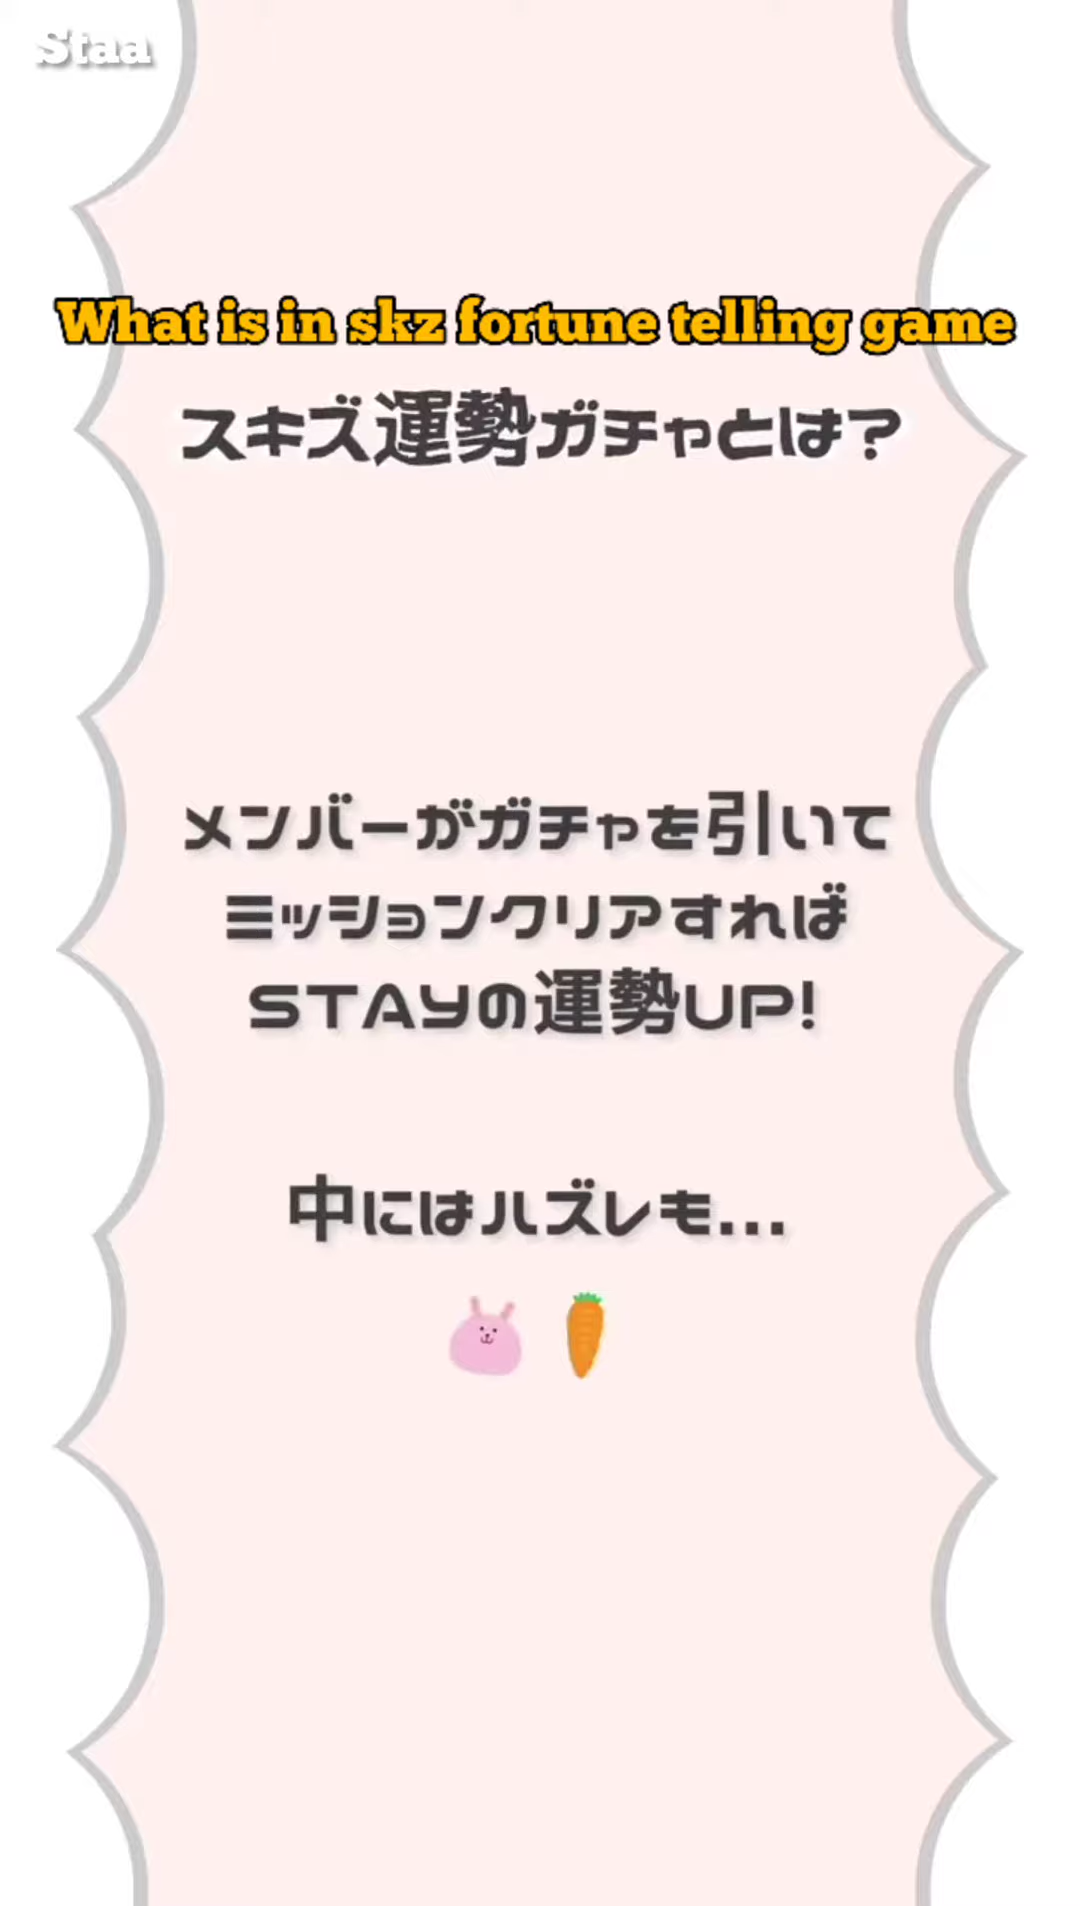 Staa
What is in skz fortune telling game
スキズ運勢ガチャとは?
メンバーがガチャを引いて
ミッションクリアすれば
STAYの運勢UP!
中にはハズレも...